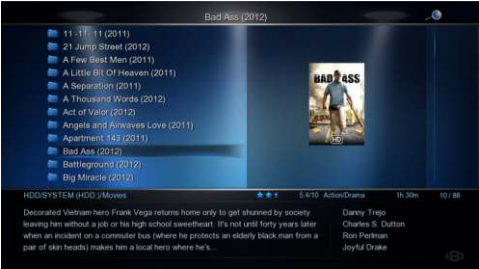 Bad Ass (2012)
11-11-11 (2011)
21 Jump Street (2012)
A Few Best Men (2011)
A Little Bit Of Heaven (2011)
A Separation (2011)
A Thousand Words (2012)
Act of Valor (2012)
Angels and Airwaves Love (2011)
Apartment 143 (2011)
Bad Ass (2012)
Battleground (2012)
Big Miracle (2012)
BAD ASS
HD
HDD/SYSTEM (HDD )/Movies 5.4/10 Action/Drama 1h 30m 10 / 88
Decorated Vietnam hero Frank Vega returns home only to get shunned by society
leaving him without a job or his high school sweetheart. It's not until forty years later
when an incident on a commuter bus (where he protects an elderly black man from a
pair of skin heads) makes him a local hero where he's...
Danny Trejo
Charles S. Dutton
Ron Perlman
Joyful Drake